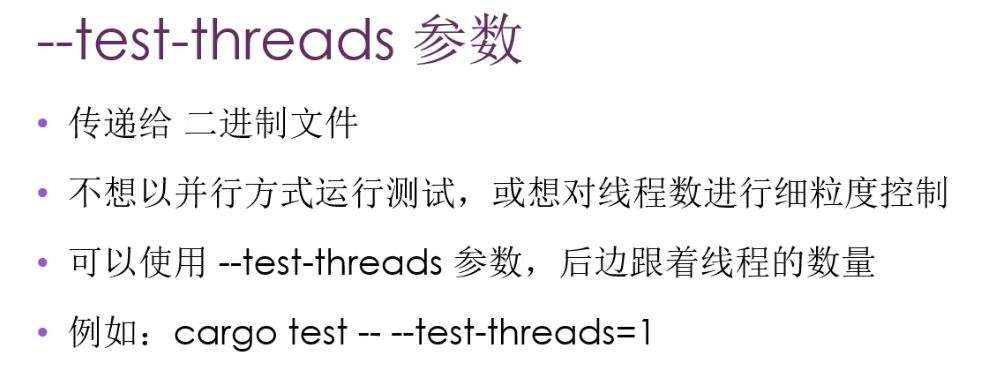 --test-threads 参数
• 传递给 二进制文件
• 不想以并行方式运行测试，或想对线程数进行细粒度控制
• 可以使用 --test-threads 参数，后边跟着线程的数量
• 例如：cargo test -- --test-threads=1